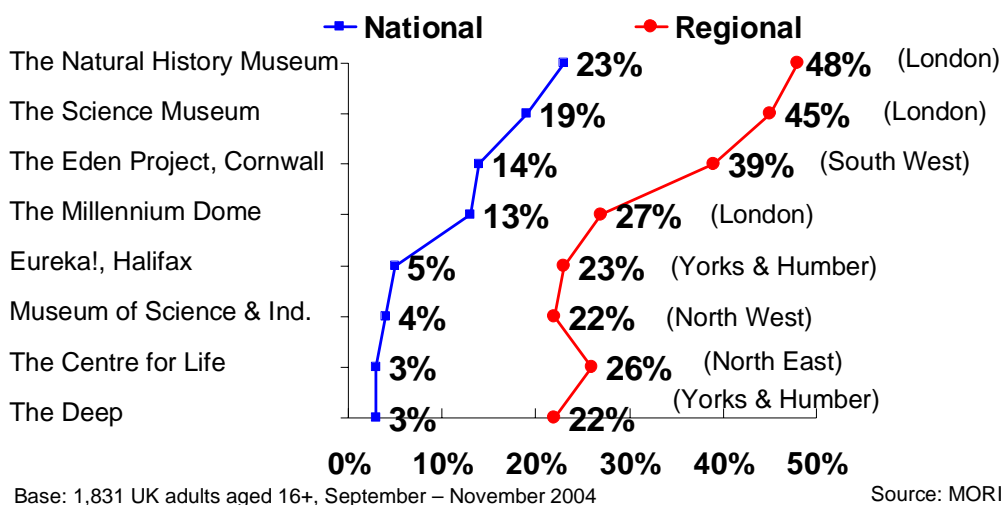 National Regional
The Natural History Museum 23% 48% (London)
The Science Museum 19% 45% (London)
The Eden Project, Cornwall 14% 39% (South West)
The Millennium Dome 13% 27% (London)
Eureka!, Halifax 5% 23% (Yorks & Humber)
Museum of Science & Ind. 4% 22% (North West)
The Centre for Life 3% 26% (North East)
The Deep 3% 22% (Yorks & Humber)
0% 10% 20% 30% 40% 50%
Base: 1,831 UK adults aged 16+, September – November 2004 Source: MORI